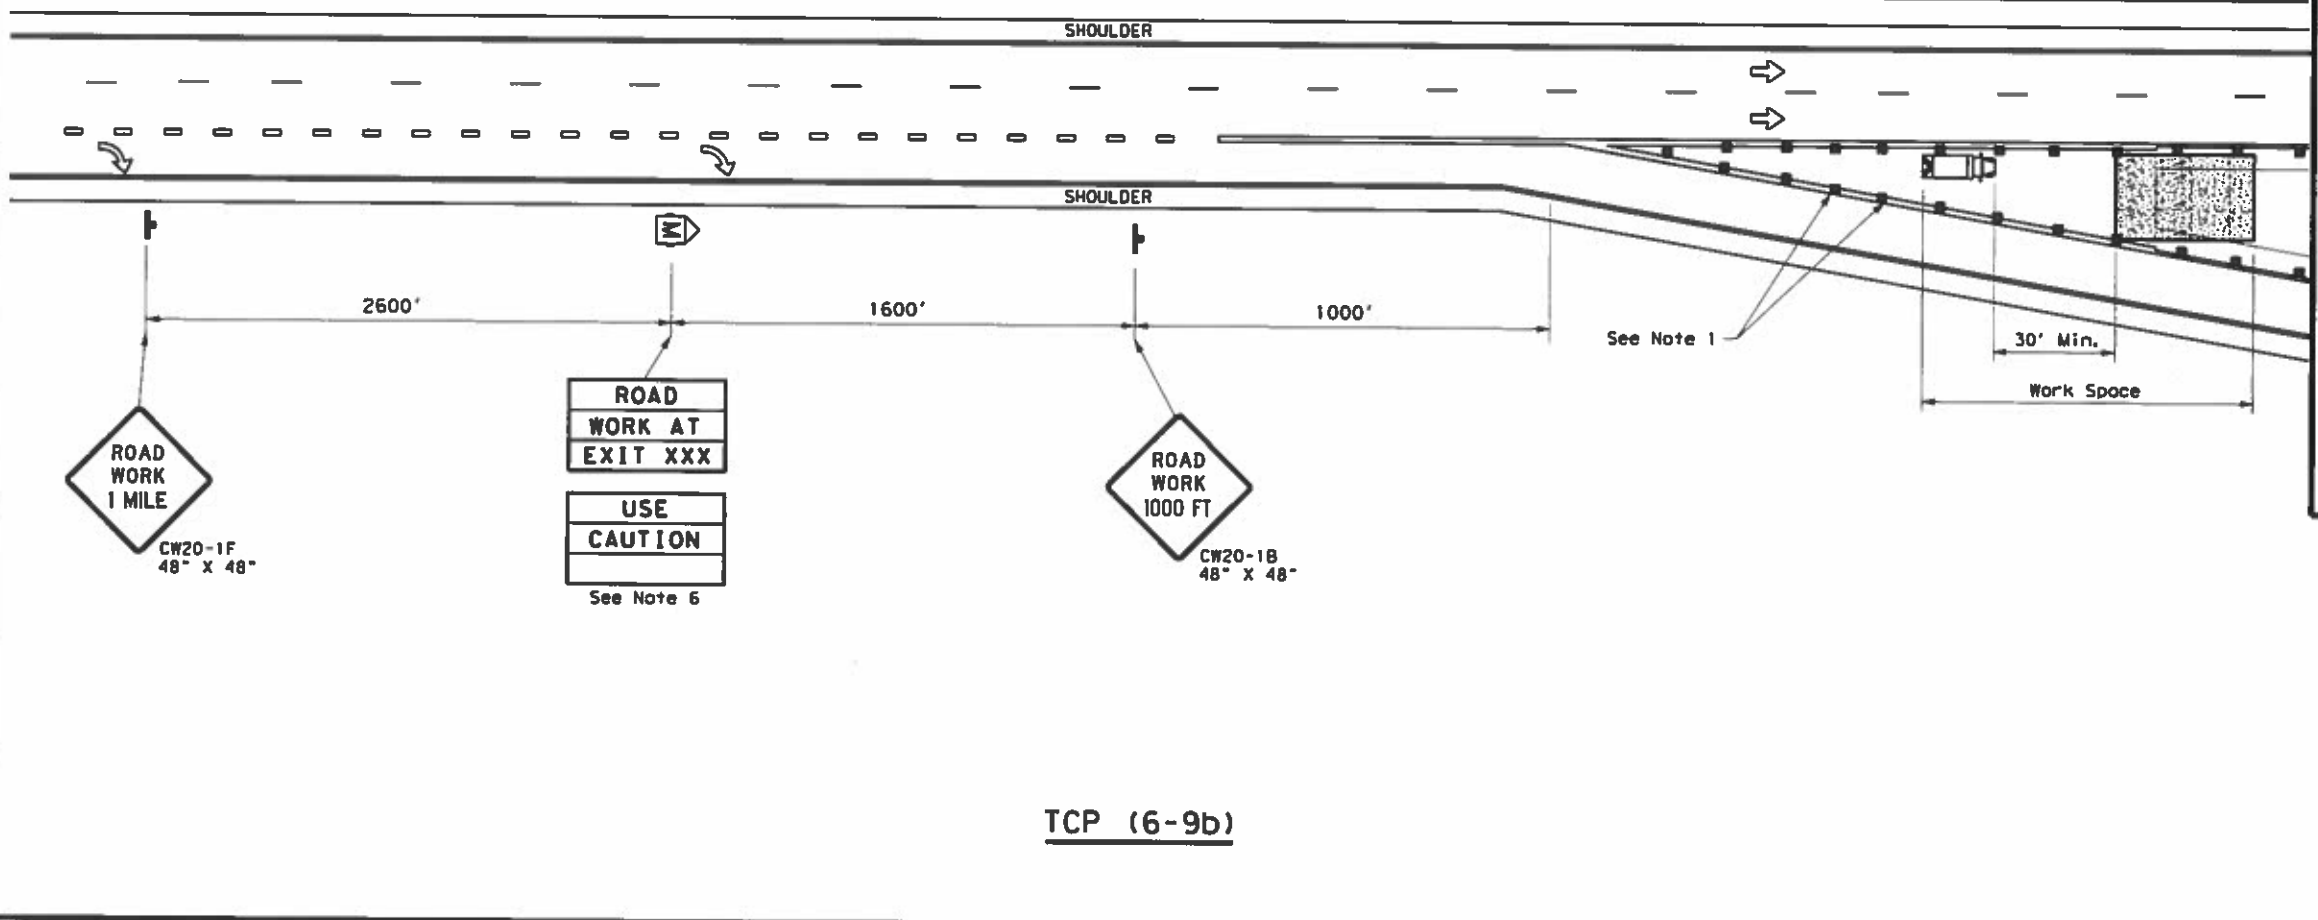 SHOULDER
SHOULDER
M
2600'
1600'
1000'
See Note 1
30' Min.
Work Space
ROAD
WORK AT
EXIT XXX
USE
CAUTION
See Note 6
ROAD
WORK
1 MILE
CW20-1F
48" X 48"
ROAD
WORK
1000 FT
CW20-1B
48" X 48"
TCP (6-9b)